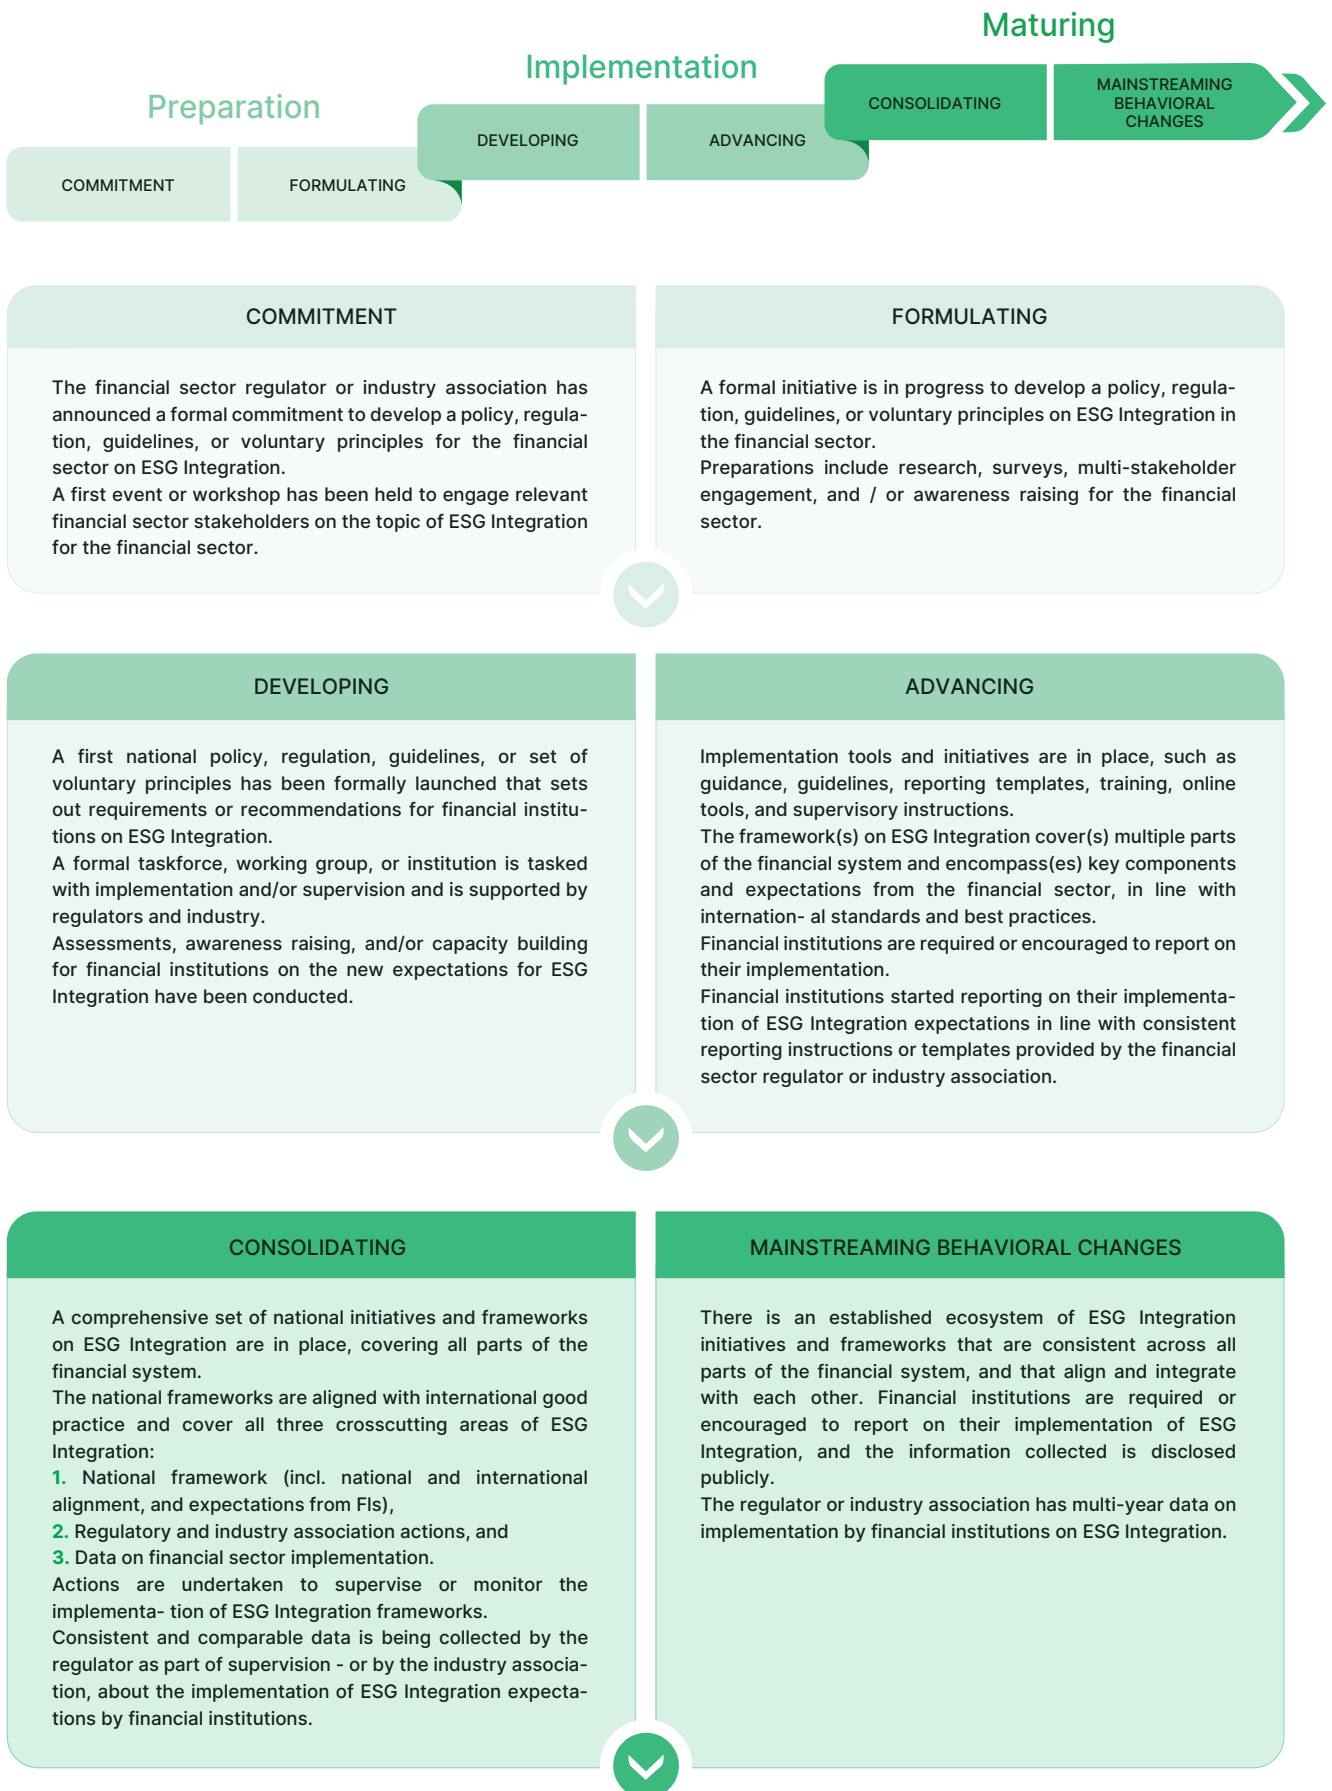 Maturing
Implementation
Preparation
CONSOLIDATING
MAINSTREAMING
BEHAVIORAL
CHANGES
DEVELOPING
ADVANCING
COMMITMENT
FORMULATING
COMMITMENT
The financial sector regulator or industry association has
announced a formal commitment to develop a policy, regula-
tion, guidelines, or voluntary principles for the financial
sector on ESG Integration.
A first event or workshop has been held to engage relevant
financial sector stakeholders on the topic of ESG Integration
for the financial sector.
FORMULATING
A formal initiative is in progress to develop a policy, regula-
tion, guidelines, or voluntary principles on ESG Integration in
the financial sector.
Preparations include research, surveys, multi-stakeholder
engagement, and / or awareness raising for the financial
sector.
DEVELOPING
A first national policy, regulation, guidelines, or set of
voluntary principles has been formally launched that sets
out requirements or recommendations for financial institu-
tions on ESG Integration.
A formal taskforce, working group, or institution is tasked
with implementation and/or supervision and is supported by
regulators and industry.
Assessments, awareness raising, and/or capacity building
for financial institutions on the new expectations for ESG
Integration have been conducted.
ADVANCING
Implementation tools and initiatives are in place, such as
guidance, guidelines, reporting templates, training, online
tools, and supervisory instructions.
The framework(s) on ESG Integration cover(s) multiple parts
of the financial system and encompass(es) key components
and expectations from the financial sector, in line with
internation- al standards and best practices.
Financial institutions are required or encouraged to report on
their implementation.
Financial institutions started reporting on their implementa-
tion of ESG Integration expectations in line with consistent
reporting instructions or templates provided by the financial
sector regulator or industry association.
CONSOLIDATING
A comprehensive set of national initiatives and frameworks
on ESG Integration are in place, covering all parts of the
financial system.
The national frameworks are aligned with international good
practice and cover all three crosscutting areas of ESG
Integration:
1. National framework (incl. national and international
alignment, and expectations from FIs),
2. Regulatory and industry association actions, and
3. Data on financial sector implementation.
Actions are undertaken to supervise or monitor the
implementa- tion of ESG Integration frameworks.
Consistent and comparable data is being collected by the
regulator as part of supervision - or by the industry associa-
tion, about the implementation of ESG Integration expecta-
tions by financial institutions.
MAINSTREAMING BEHAVIORAL CHANGES
There is an established ecosystem of ESG Integration
initiatives and frameworks that are consistent across all
parts of the financial system, and that align and integrate
with each other. Financial institutions are required or
encouraged to report on their implementation of ESG
Integration, and the information collected is disclosed
publicly.
The regulator or industry association has multi-year data on
implementation by financial institutions on ESG Integration.